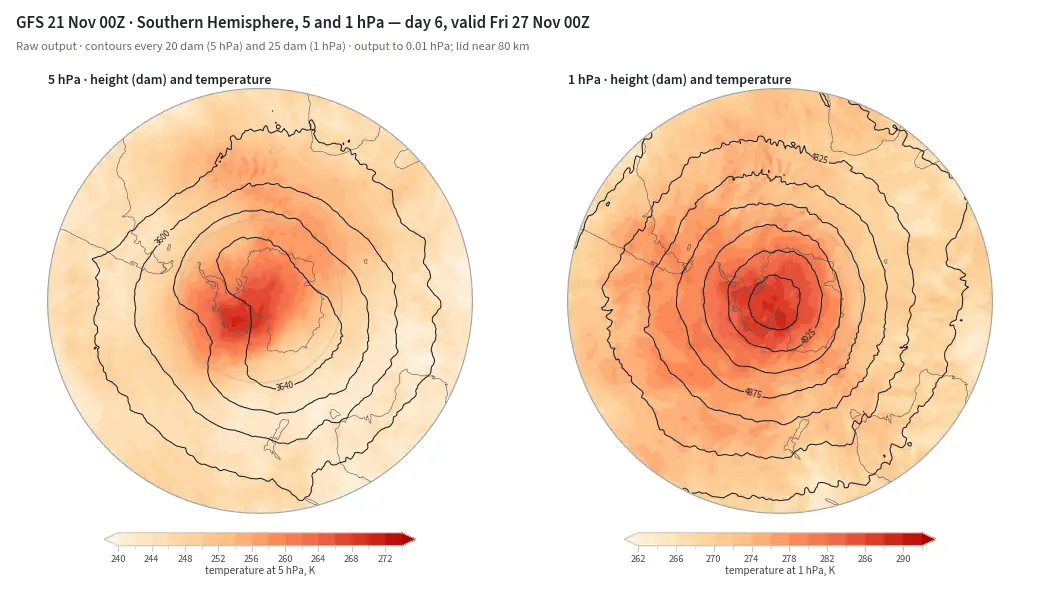 GFS 21 Nov 00Z · Southern Hemisphere, 5 and 1 hPa — day 6, valid Fri 27 Nov 00Z
Raw output · contours every 20 dam (5 hPa) and 25 dam (1 hPa) · output to 0.01 hPa; lid near 80 km
5 hPa · height (dam) and temperature
1 hPa · height (dam) and temperature
4825
3600
4925
3640
4875
240 244 248 252 256 260 264 268 272
262 266 270 274 278 282 286 290
temperature at 5 hPa, K
temperature at 1 hPa, K